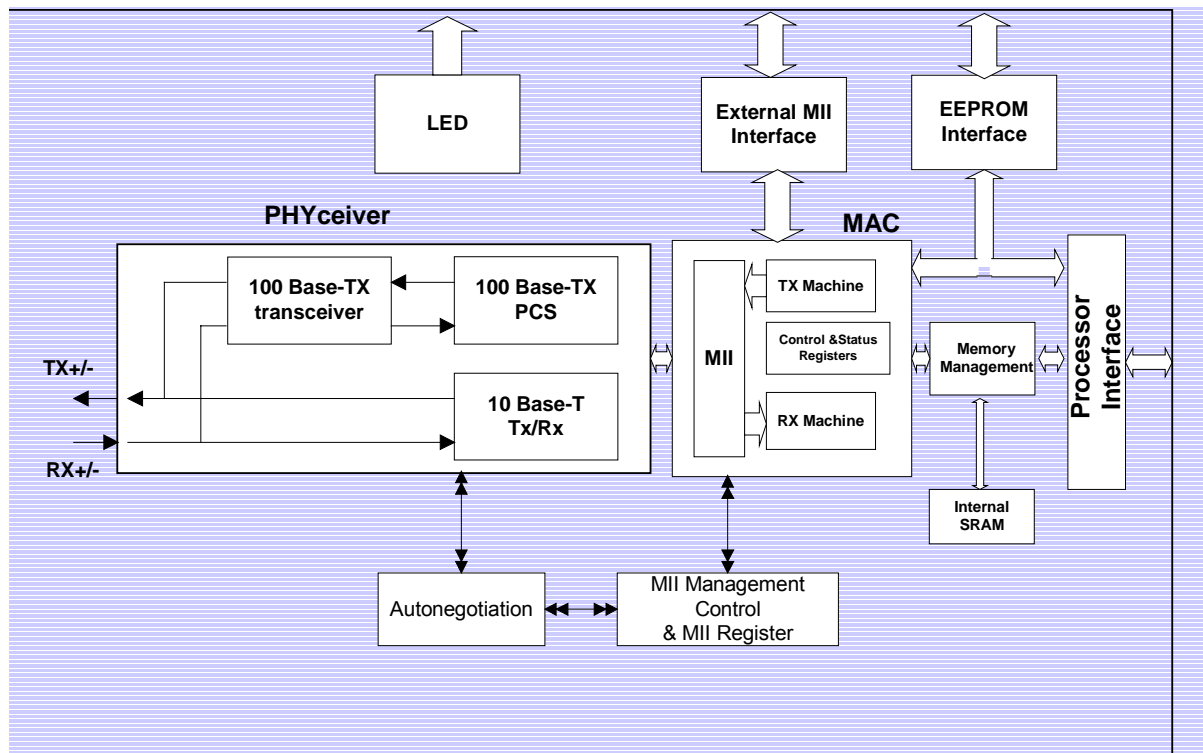 LED
External MII
Interface
EEPROM
Interface
PHYceiver
MAC
100 Base-TX
transceiver
100 Base-TX
PCS
TX Machine
MII
Control &Status
Registers
Memory
Management
Processor
Interface
TX+/-
10 Base-T
Tx/Rx
RX Machine
RX+/-
Internal
SRAM
Autonegotiation
MII Management
Control
& MII Register